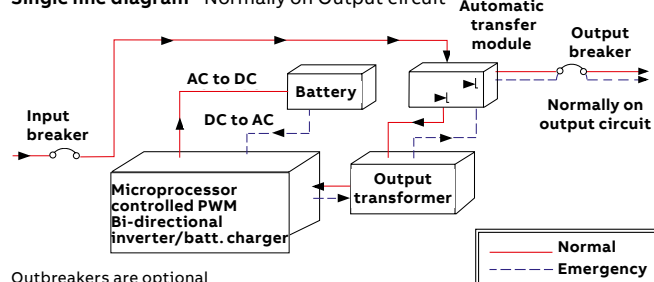 Single line diagram - Normally on Output circuit
Automatic
transfer
module
Output
breaker
AC to DC
Battery
Input
breaker
DC to AC
Normally on
output circuit
Microprocessor
controlled PWM
Bi-directional
inverter/batt. charger
Output
transformer
Normal
Emergency
Outbreakers are optional